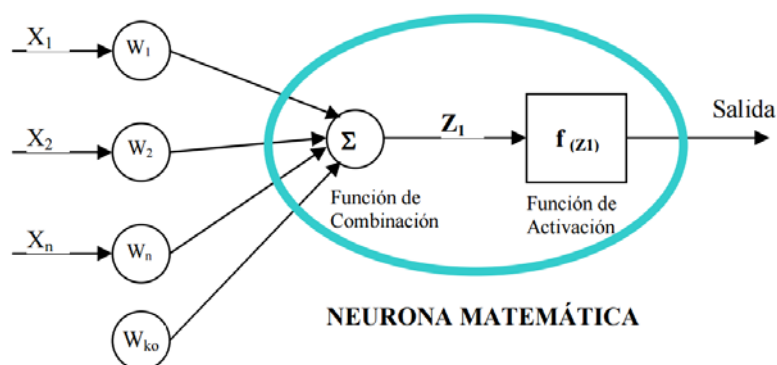 X1
W1
X2
W2
Σ
Z1
f (Z1)
Salida
Función de
Combinación
Función de
Activación
Xn
Wn
Wko
NEURONA MATEMÁTICA